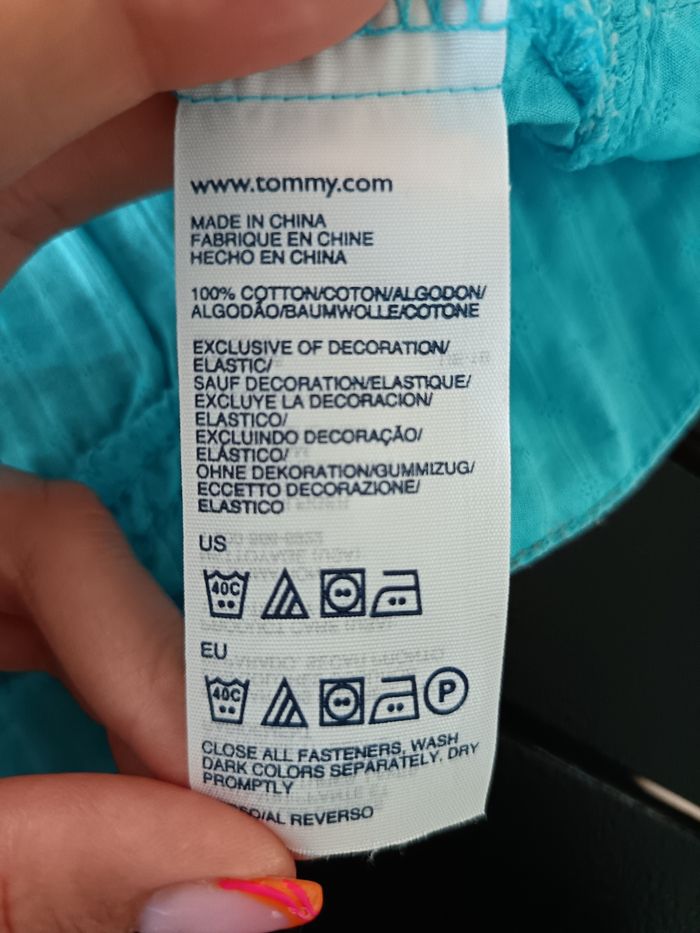 www.tommy.com
MADE IN CHINA
FABRIQUE EN CHINE
HECHO EN CHINA
100% COTTON/COTON/ALGODON/
ALGODÃO/BAUMWOLLE/COTONE
EXCLUSIVE OF DECORATION/
ELASTIC/
SAUF DECORATION/ELASTIQUE/
EXCLUYE LA DECORACION/
ELASTICO/
EXCLUINDO DECORAÇÃO/
ELÁSTICO/
OHNE DEKORATION/GUMMIZUG/
ECCETTO DECORAZIONE/
ELASTICO
US
40C
EU
40C P
CLOSE ALL FASTENERS, WASH
DARK COLORS SEPARATELY. DRY
PROMPTLY
REVERSO